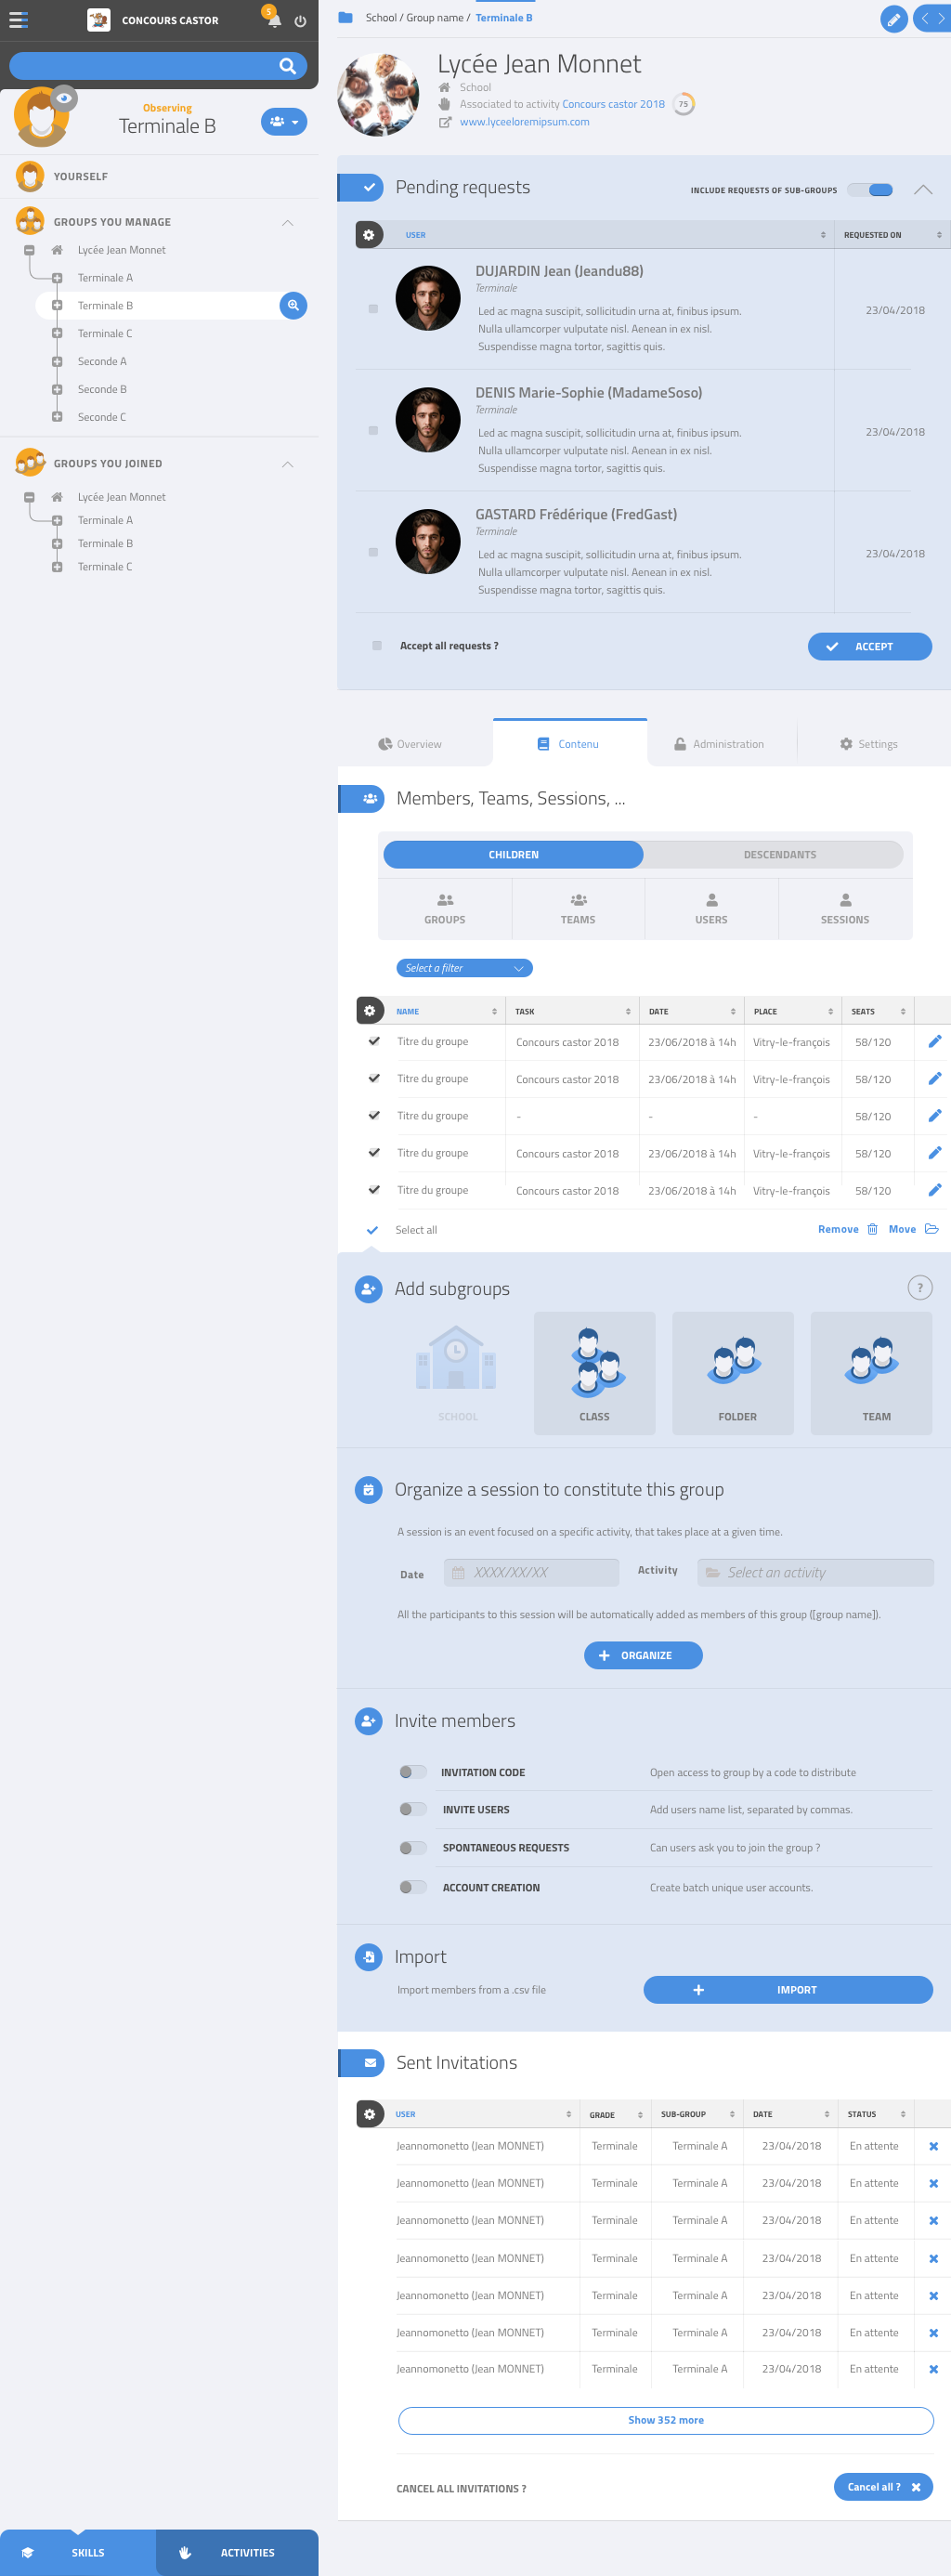 CONCOURS CASTOR
5
Observing
Terminale B
YOURSELF
GROUPS YOU MANAGE
Lycée Jean Monnet
Terminale A
Terminale B
Terminale C
Seconde A
Seconde B
Seconde C
GROUPS YOU JOINED
Lycée Jean Monnet
Terminale A
Terminale B
Terminale C
SKILLS
ACTIVITIES
School / Group name / Terminale B
Lycée Jean Monnet
School
Associated to activity Concours castor 2018 75
www.lyceeloremipsum.com
Pending requests
INCLUDE REQUESTS OF SUB-GROUPS
USER REQUESTED ON
DUJARDIN Jean (Jeandu88)
Terminale
Led ac magna suscipit, sollicitudin urna at, finibus ipsum.
Nulla ullamcorper vulputate nisl. Aenean in ex nisl.
Suspendisse magna tortor, sagittis quis.
23/04/2018
DENIS Marie-Sophie (MadameSoso)
Terminale
Led ac magna suscipit, sollicitudin urna at, finibus ipsum.
Nulla ullamcorper vulputate nisl. Aenean in ex nisl.
Suspendisse magna tortor, sagittis quis.
23/04/2018
GASTARD Frédérique (FredGast)
Terminale
Led ac magna suscipit, sollicitudin urna at, finibus ipsum.
Nulla ullamcorper vulputate nisl. Aenean in ex nisl.
Suspendisse magna tortor, sagittis quis.
23/04/2018
Accept all requests ?
ACCEPT
Overview
Contenu
Administration
Settings
Members, Teams, Sessions, ...
CHILDREN
DESCENDANTS
GROUPS
TEAMS
USERS
SESSIONS
Select a filter
NAME TASK DATE PLACE SEATS
Titre du groupe Concours castor 2018 23/06/2018 à 14h Vitry-le-françois 58/120
Titre du groupe Concours castor 2018 23/06/2018 à 14h Vitry-le-françois 58/120
Titre du groupe - - - 58/120
Titre du groupe Concours castor 2018 23/06/2018 à 14h Vitry-le-françois 58/120
Titre du groupe Concours castor 2018 23/06/2018 à 14h Vitry-le-françois 58/120
Select all
Remove
Move
Add subgroups
?
SCHOOL
CLASS
FOLDER
TEAM
Organize a session to constitute this group
A session is an event focused on a specific activity, that takes place at a given time.
Date XXXX/XX/XX
Activity Select an activity
All the participants to this session will be automatically added as members of this group ([group name]).
ORGANIZE
Invite members
INVITATION CODE Open access to group by a code to distribute
INVITE USERS Add users name list, separated by commas.
SPONTANEOUS REQUESTS Can users ask you to join the group ?
ACCOUNT CREATION Create batch unique user accounts.
Import
Import members from a .csv file
IMPORT
Sent Invitations
USER GRADE SUB-GROUP DATE STATUS
Jeannomonetto (Jean MONNET) Terminale Terminale A 23/04/2018 En attente
Jeannomonetto (Jean MONNET) Terminale Terminale A 23/04/2018 En attente
Jeannomonetto (Jean MONNET) Terminale Terminale A 23/04/2018 En attente
Jeannomonetto (Jean MONNET) Terminale Terminale A 23/04/2018 En attente
Jeannomonetto (Jean MONNET) Terminale Terminale A 23/04/2018 En attente
Jeannomonetto (Jean MONNET) Terminale Terminale A 23/04/2018 En attente
Jeannomonetto (Jean MONNET) Terminale Terminale A 23/04/2018 En attente
Show 352 more
CANCEL ALL INVITATIONS ?
Cancel all ?